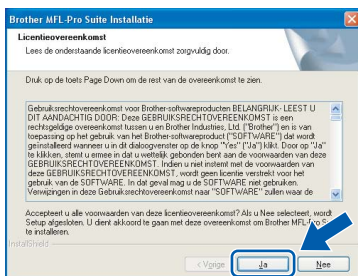 Brother MFL-Pro Suite Installatie
Licentieovereenkomst
Lees de onderstaande licentieovereenkomst zorgvuldig door.
Druk op de toets Page Down om de rest van de overeenkomst te zien.
Gebruiksrechtovereenkomst voor Brother-softwareproducten BELANGRIJK- LEEST U
DIT AANDACHTIG DOOR: Deze GEBRUIKSRECHTOVEREENKOMST is een
rechtsgeldige overeenkomst tussen u en Brother Industries, Ltd. ("Brother") en is van
toepassing op het gebruik van het Brother-softwareproduct ("SOFTWARE") dat wordt
geïnstalleerd wanneer u in dit dialoogvenster op de knop "Yes" ("Ja") klikt. Door op "Ja"
te klikken, stemt u ermee in dat u wettelijk gebonden bent aan de voorwaarden van deze
GEBRUIKSRECHTOVEREENKOMST. Indien u niet instemt met de voorwaarden van
deze GEBRUIKSRECHTOVEREENKOMST, wordt geen licentie verstrekt voor het
gebruik van de SOFTWARE. In dat geval mag u de SOFTWARE niet gebruiken.
Verwijzingen in deze Gebruiksrechtovereenkomst naar "SOFTWARE" zullen waar de
Accepteert u alle voorwaarden van deze licentieovereenkomst? Als u Nee selecteert, wordt
Setup afgesloten. U dient akkoord te gaan met deze overeenkomst om Brother MFL-Pro S
te installeren.
InstallShield
< Vorige
Ja
Nee